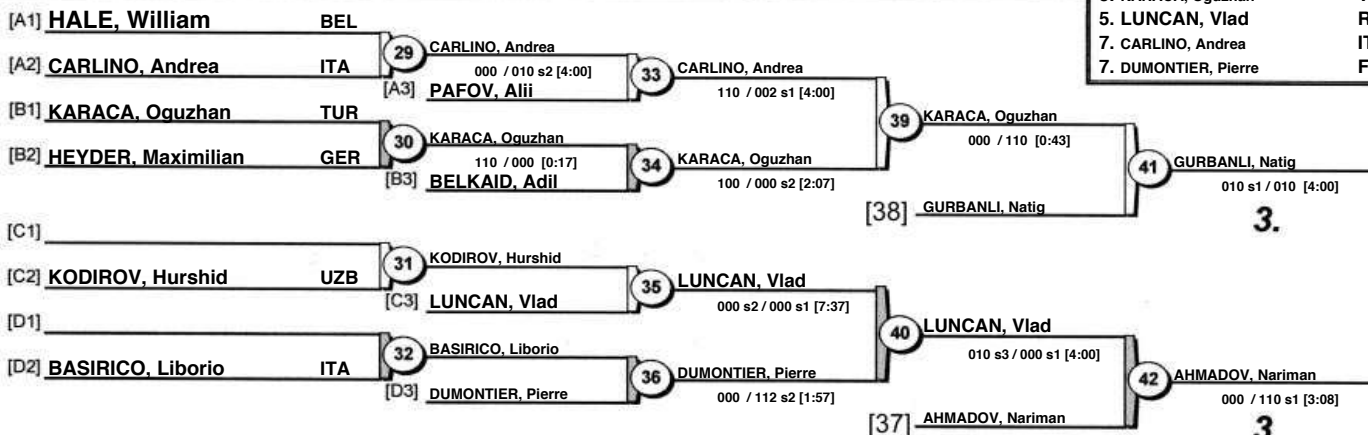 5. LUNCAN, Vlad R
7. CARLINO, Andrea IT
7. DUMONTIER, Pierre F
[A1] HALE, William BEL
29 CARLINO, Andrea
000 / 010 s2 [4:00]
[A2] CARLINO, Andrea ITA
[A3] PAFOV, Alii
33 CARLINO, Andrea
110 / 002 s1 [4:00]
[B1] KARACA, Oguzhan TUR
30 KARACA, Oguzhan
110 / 000 [0:17]
[B2] HEYDER, Maximilian GER
[B3] BELKAID, Adil
34 KARACA, Oguzhan
100 / 000 s2 [2:07]
39 KARACA, Oguzhan
000 / 110 [0:43]
[38] GURBANLI, Natig
41 GURBANLI, Natig
010 s1 / 010 [4:00]
3.
[C1]
31 KODIROV, Hurshid
[C2] KODIROV, Hurshid UZB
[C3] LUNCAN, Vlad
35 LUNCAN, Vlad
000 s2 / 000 s1 [7:37]
[D1]
32 BASIRICO, Liborio
[D2] BASIRICO, Liborio ITA
[D3] DUMONTIER, Pierre
36 DUMONTIER, Pierre
000 / 112 s2 [1:57]
40 LUNCAN, Vlad
010 s3 / 000 s1 [4:00]
[37] AHMADOV, Nariman
42 AHMADOV, Nariman
000 / 110 s1 [3:08]
3